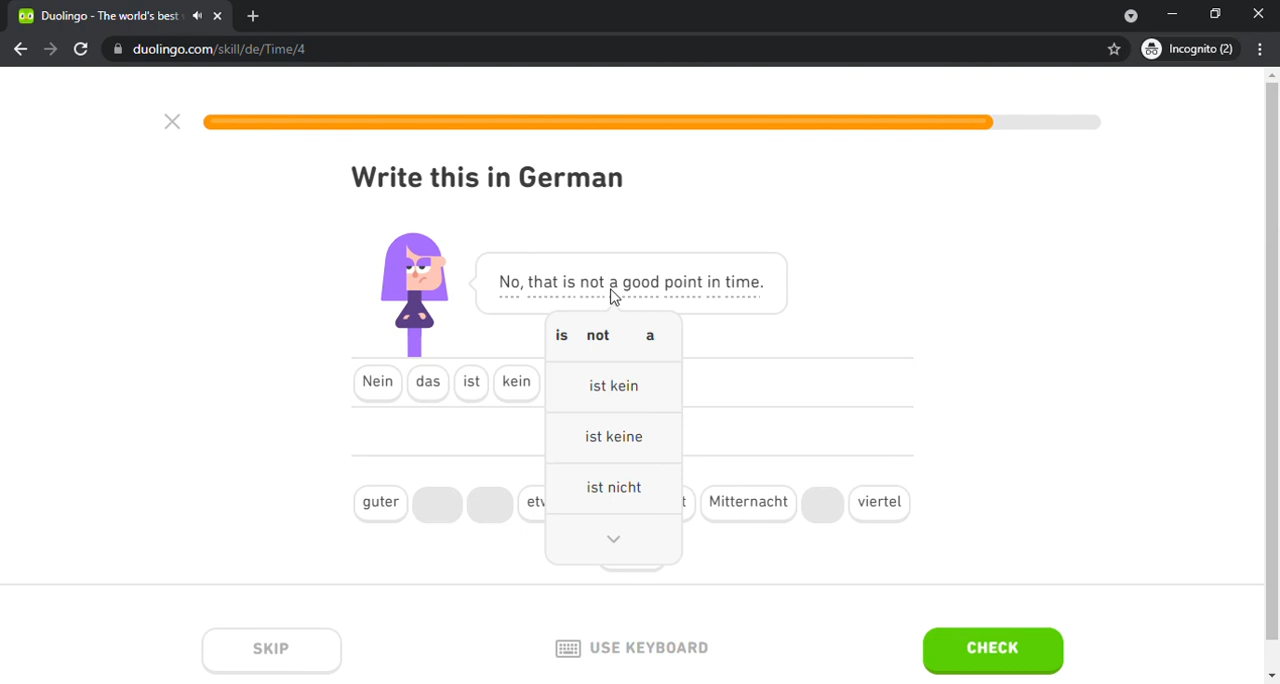 Duolingo - The world's best
duolingo.com/skill/de/Time/4
Incognito (2)
Write this in German
No, that is not a good point in time.
is not a
Nein das ist kein
ist kein
ist keine
ist nicht
guter Mitternacht viertel
SKIP
USE KEYBOARD
CHECK